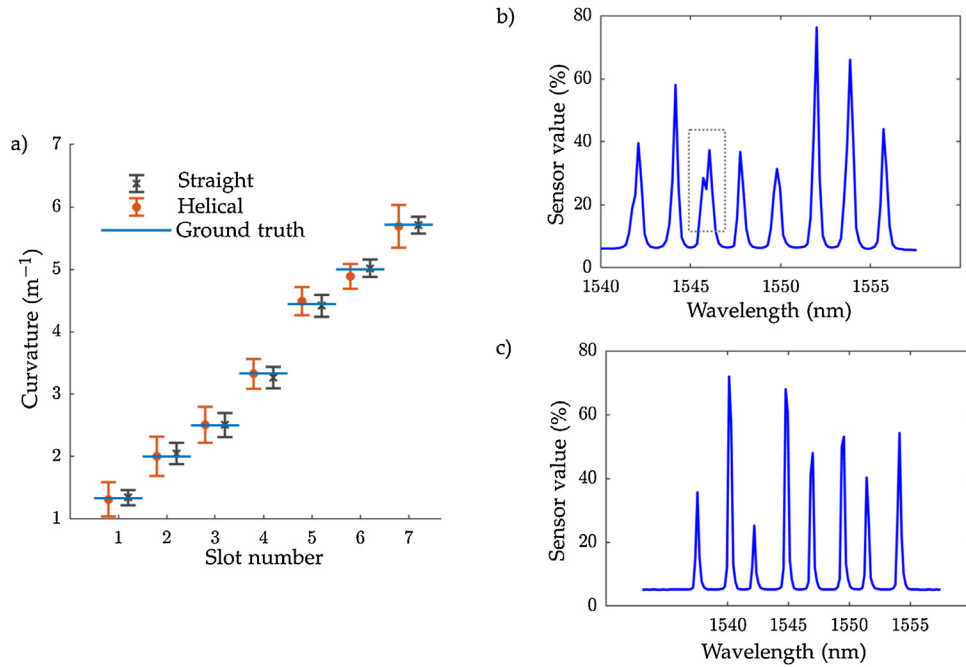 a)
7
6
5
4
3
2
1
Curvature (m⁻¹)
Straight
Helical
Ground truth
1 2 3 4 5 6 7
Slot number
b)
80
60
40
20
0
Sensor value (%)
1540 1545 1550 1555
Wavelength (nm)
c)
80
60
40
20
0
Sensor value (%)
1540 1545 1550 1555
Wavelength (nm)